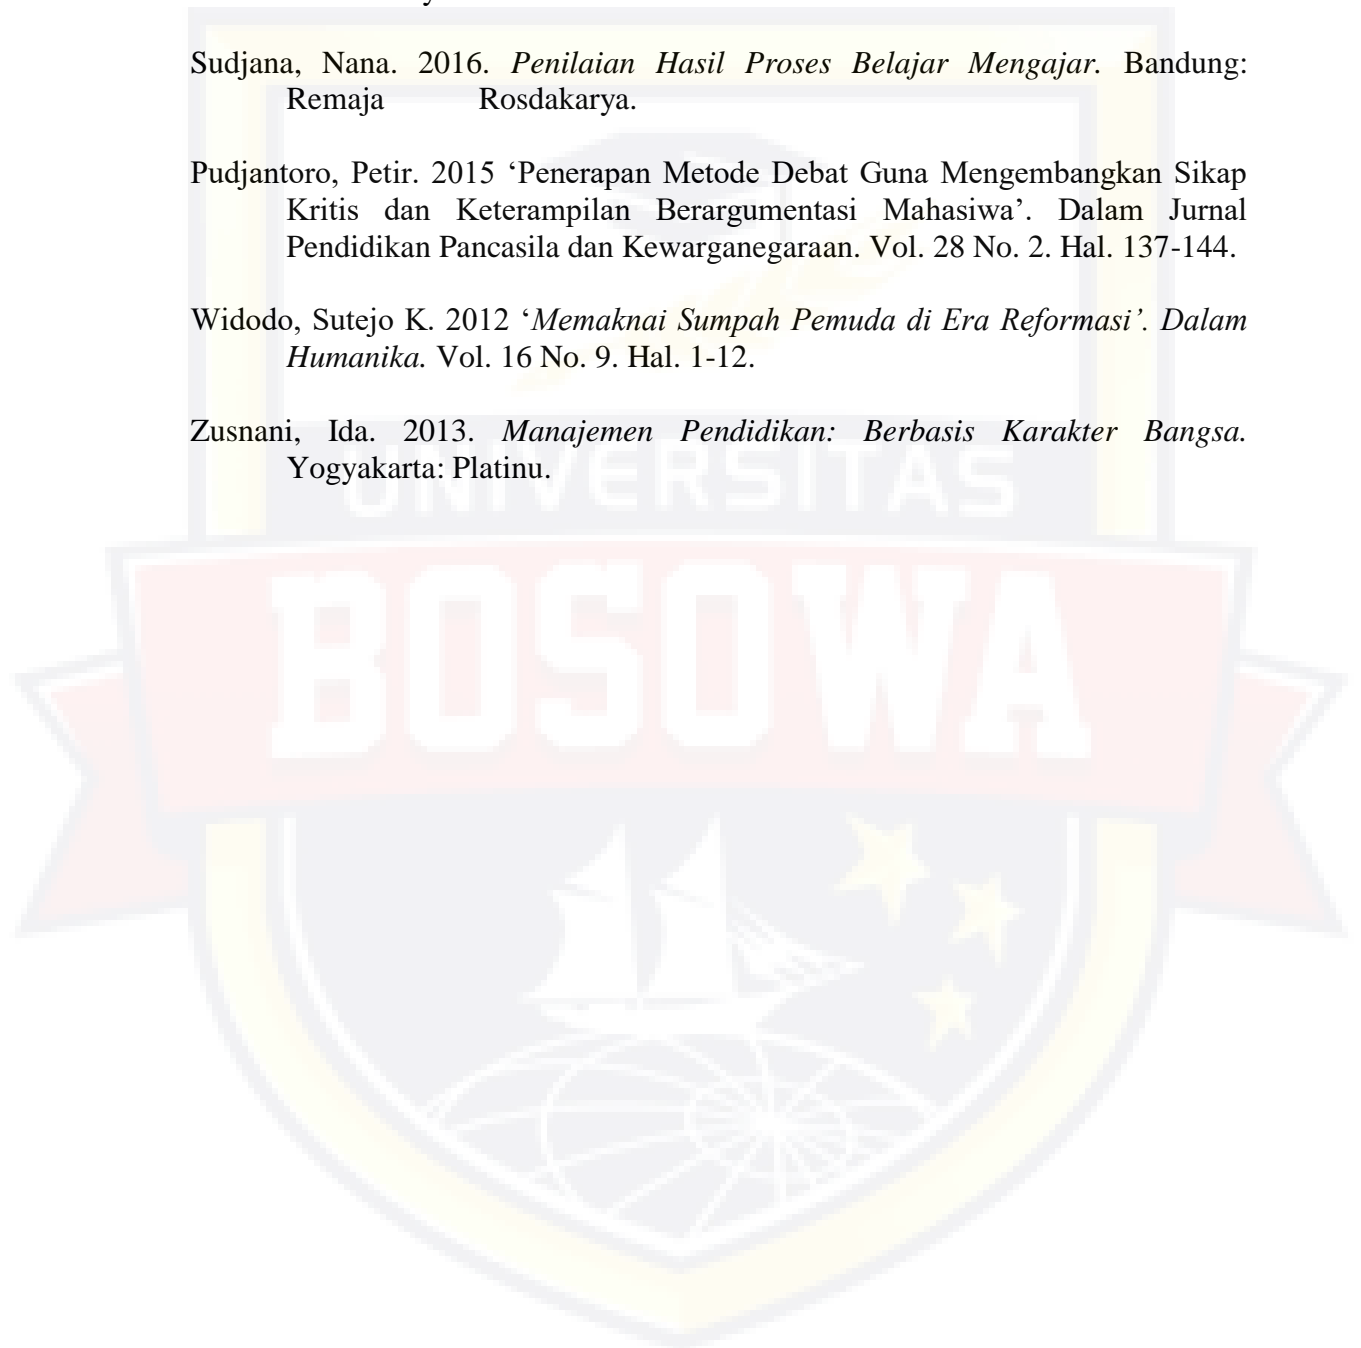 Sudjana, Nana. 2016. Penilaian Hasil Proses Belajar Mengajar. Bandung:
Remaja Rosdakarya.
Pudjantoro, Petir. 2015 ‘Penerapan Metode Debat Guna Mengembangkan Sikap
Kritis dan Keterampilan Berargumentasi Mahasiwa’. Dalam Jurnal
Pendidikan Pancasila dan Kewarganegaraan. Vol. 28 No. 2. Hal. 137-144.
Widodo, Sutejo K. 2012 ‘Memaknai Sumpah Pemuda di Era Reformasi’. Dalam
Humanika. Vol. 16 No. 9. Hal. 1-12.
Zusnani, Ida. 2013. Manajemen Pendidikan: Berbasis Karakter Bangsa.
Yogyakarta: Platinu.
UNIVERSITAS
BOSOWA